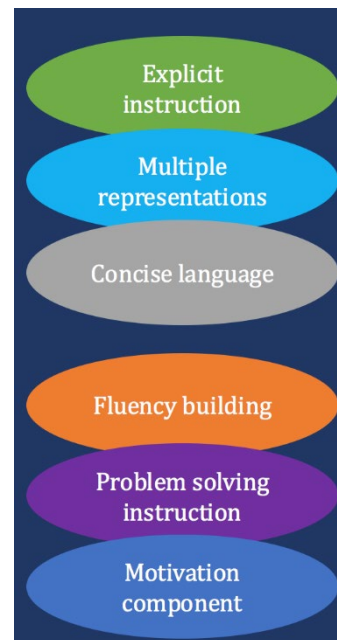 Explicit
instruction
Multiple
representations
Concise language
Fluency building
Problem solving
instruction
Motivation
component